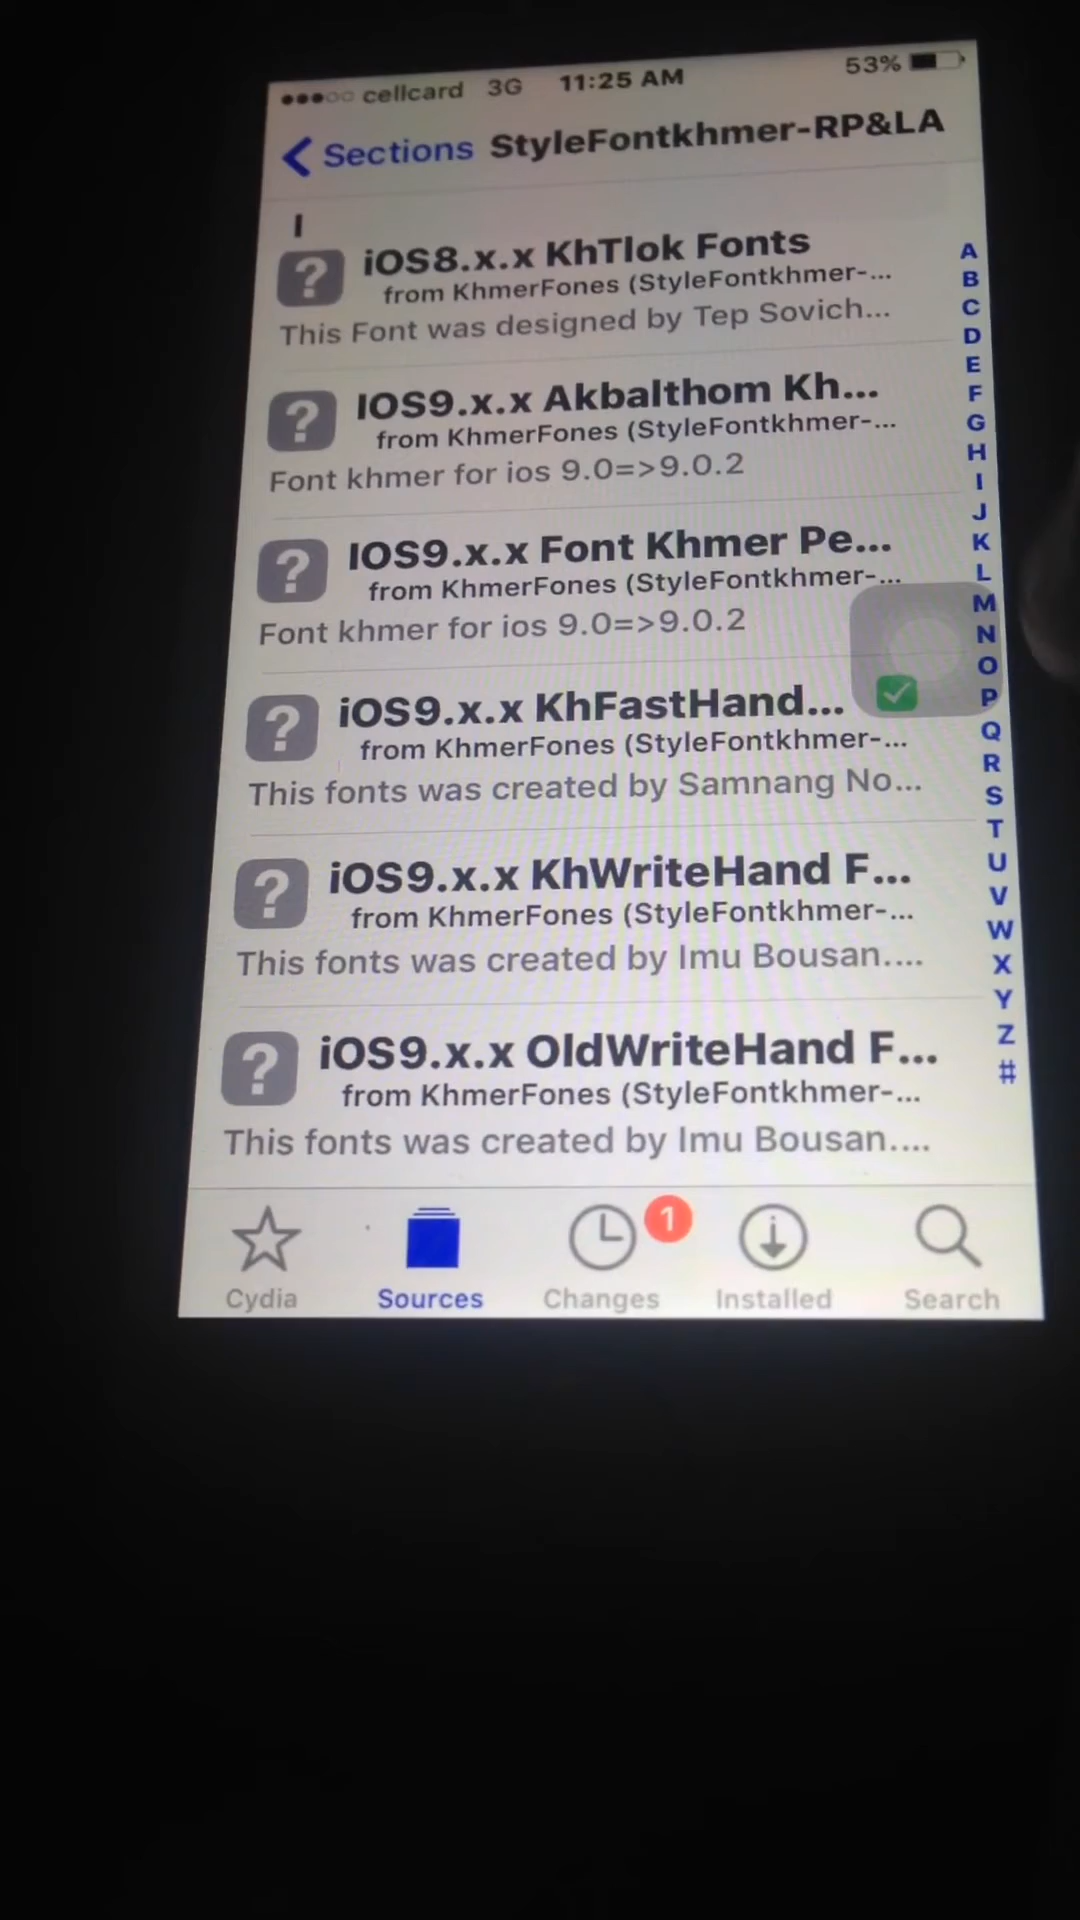 cellcard 3G 11:25 AM 53%
Sections StyleFontkhmer-RP&LA
I
iOS8.x.x KhTlok Fonts
from KhmerFones (StyleFontkhmer-...
This Font was designed by Tep Sovich...
IOS9.x.x Akbalthom Kh...
from KhmerFones (StyleFontkhmer-...
Font khmer for ios 9.0=>9.0.2
IOS9.x.x Font Khmer Pe...
from KhmerFones (StyleFontkhmer-...
Font khmer for ios 9.0=>9.0.2
iOS9.x.x KhFastHand...
from KhmerFones (StyleFontkhmer-...
This fonts was created by Samnang No...
iOS9.x.x KhWriteHand F...
from KhmerFones (StyleFontkhmer-...
This fonts was created by Imu Bousan....
iOS9.x.x OldWriteHand F...
from KhmerFones (StyleFontkhmer-...
This fonts was created by Imu Bousan....
A
B
C
D
E
F
G
H
I
J
K
L
M
N
O
P
Q
R
S
T
U
V
W
X
Y
Z
#
1
Cydia Sources Changes Installed Search